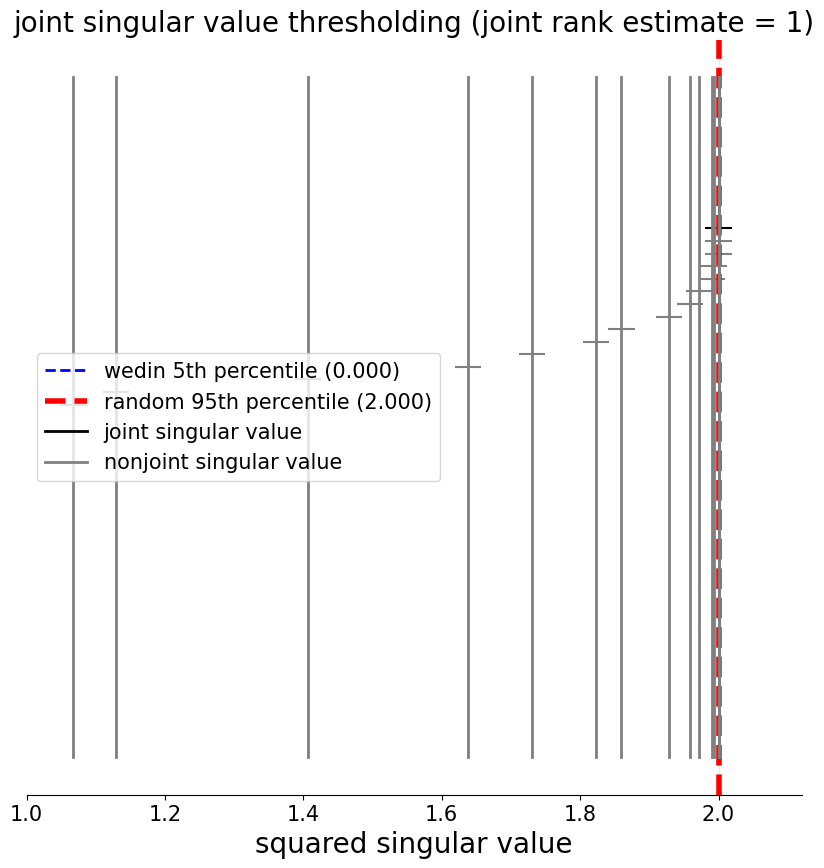 joint singular value thresholding (joint rank estimate = 1)
wedin 5th percentile (0.000)
random 95th percentile (2.000)
joint singular value
nonjoint singular value
1.0 1.2 1.4 1.6 1.8 2.0
squared singular value